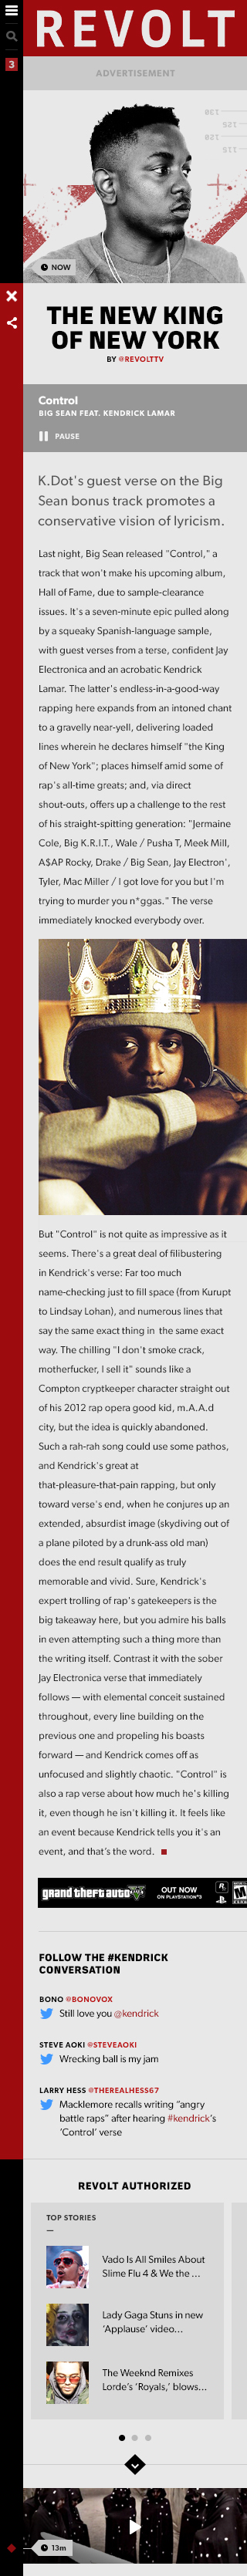 REVOLT
3
ADVERTISEMENT
130
125
120
115
NOW
THE NEW KING
OF NEW YORK
BY @REVOLTTV
Control
BIG SEAN FEAT. KENDRICK LAMAR
PAUSE
K.Dot's guest verse on the Big
Sean bonus track promotes a
conservative vision of lyricism.
Last night, Big Sean released "Control," a
track that won't make his upcoming album,
Hall of Fame, due to sample-clearance
issues. It's a seven-minute epic pulled along
by a squeaky Spanish-language sample,
with guest verses from a terse, confident Jay
Electronica and an acrobatic Kendrick
Lamar. The latter's endless-in-a-good-way
rapping here expands from an intoned chant
to a gravelly near-yell, delivering loaded
lines wherein he declares himself "the King
of New York"; places himself amid some of
rap's all-time greats; and, via direct
shout-outs, offers up a challenge to the rest
of his straight-spitting generation: "Jermaine
Cole, Big K.R.I.T., Wale / Pusha T, Meek Mill,
A$AP Rocky, Drake / Big Sean, Jay Electron',
Tyler, Mac Miller / I got love for you but I'm
trying to murder you n*ggas." The verse
immediately knocked everybody over.
But "Control" is not quite as impressive as it
seems. There's a great deal of filibustering
in Kendrick's verse: Far too much
name-checking just to fill space (from Kurupt
to Lindsay Lohan), and numerous lines that
say the same exact thing in the same exact
way. The chilling "I don't smoke crack,
motherfucker, I sell it" sounds like a
Compton cryptkeeper character straight out
of his 2012 rap opera good kid, m.A.A.d
city, but the idea is quickly abandoned.
Such a rah-rah song could use some pathos,
and Kendrick's great at
that-pleasure-that-pain rapping, but only
toward verse's end, when he conjures up an
extended, absurdist image (skydiving out of
a plane piloted by a drunk-ass old man)
does the end result qualify as truly
memorable and vivid. Sure, Kendrick's
expert trolling of rap's gatekeepers is the
big takeaway here, but you admire his balls
in even attempting such a thing more than
the writing itself. Contrast it with the sober
Jay Electronica verse that immediately
follows — with elemental conceit sustained
throughout, every line building on the
previous one and propeling his boasts
forward — and Kendrick comes off as
unfocused and slightly chaotic. "Control" is
also a rap verse about how much he's killing
it, even though he isn't killing it. It feels like
an event because Kendrick tells you it's an
event, and that's the word.
grand theft auto V OUT NOW
ON PLAYSTATION®3
FOLLOW THE #KENDRICK
CONVERSATION
BONO @BONOVOX
Still love you @kendrick
STEVE AOKI @STEVEAOKI
Wrecking ball is my jam
LARRY HESS @THEREALHESS67
Macklemore recalls writing "angry
battle raps" after hearing #kendrick's
'Control' verse
REVOLT AUTHORIZED
TOP STORIES
Vado Is All Smiles About
Slime Flu 4 & We the ...
Lady Gaga Stuns in new
'Applause' video...
The Weeknd Remixes
Lorde's 'Royals,' blows...
13m